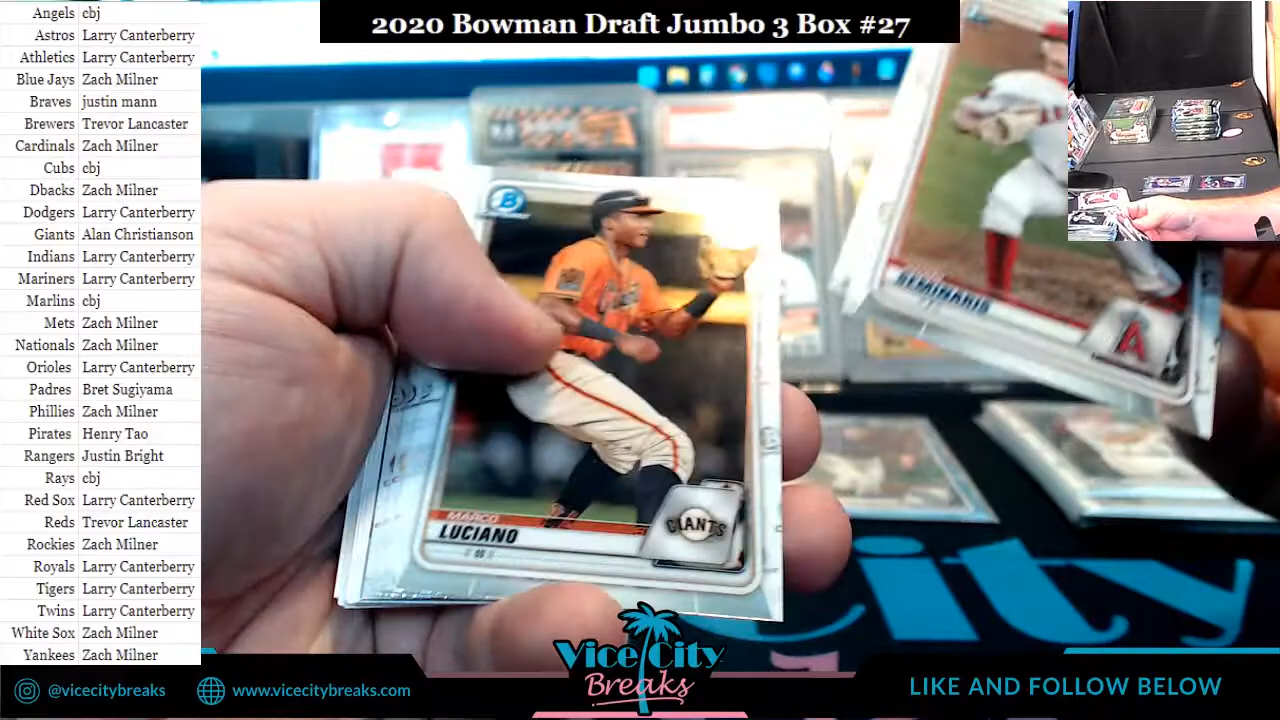 2020 Bowman Draft Jumbo 3 Box #27
Angels cbj
Astros Larry Canterberry
Athletics Larry Canterberry
Blue Jays Zach Milner
Braves justin mann
Brewers Trevor Lancaster
Cardinals Zach Milner
Cubs cbj
Dbacks Zach Milner
Dodgers Larry Canterberry
Giants Alan Christianson
Indians Larry Canterberry
Mariners Larry Canterberry
Marlins cbj
Mets Zach Milner
Nationals Zach Milner
Orioles Larry Canterberry
Padres Bret Sugiyama
Phillies Zach Milner
Pirates Henry Tao
Rangers Justin Bright
Rays cbj
Red Sox Larry Canterberry
Reds Trevor Lancaster
Rockies Zach Milner
Royals Larry Canterberry
Tigers Larry Canterberry
Twins Larry Canterberry
White Sox Zach Milner
Yankees Zach Milner
B
MARCO
LUCIANO
GIANTS
SEMINARIS
A
City
@vicecitybreaks
www.vicecitybreaks.com
Vice City
Breaks
LIKE AND FOLLOW BELOW